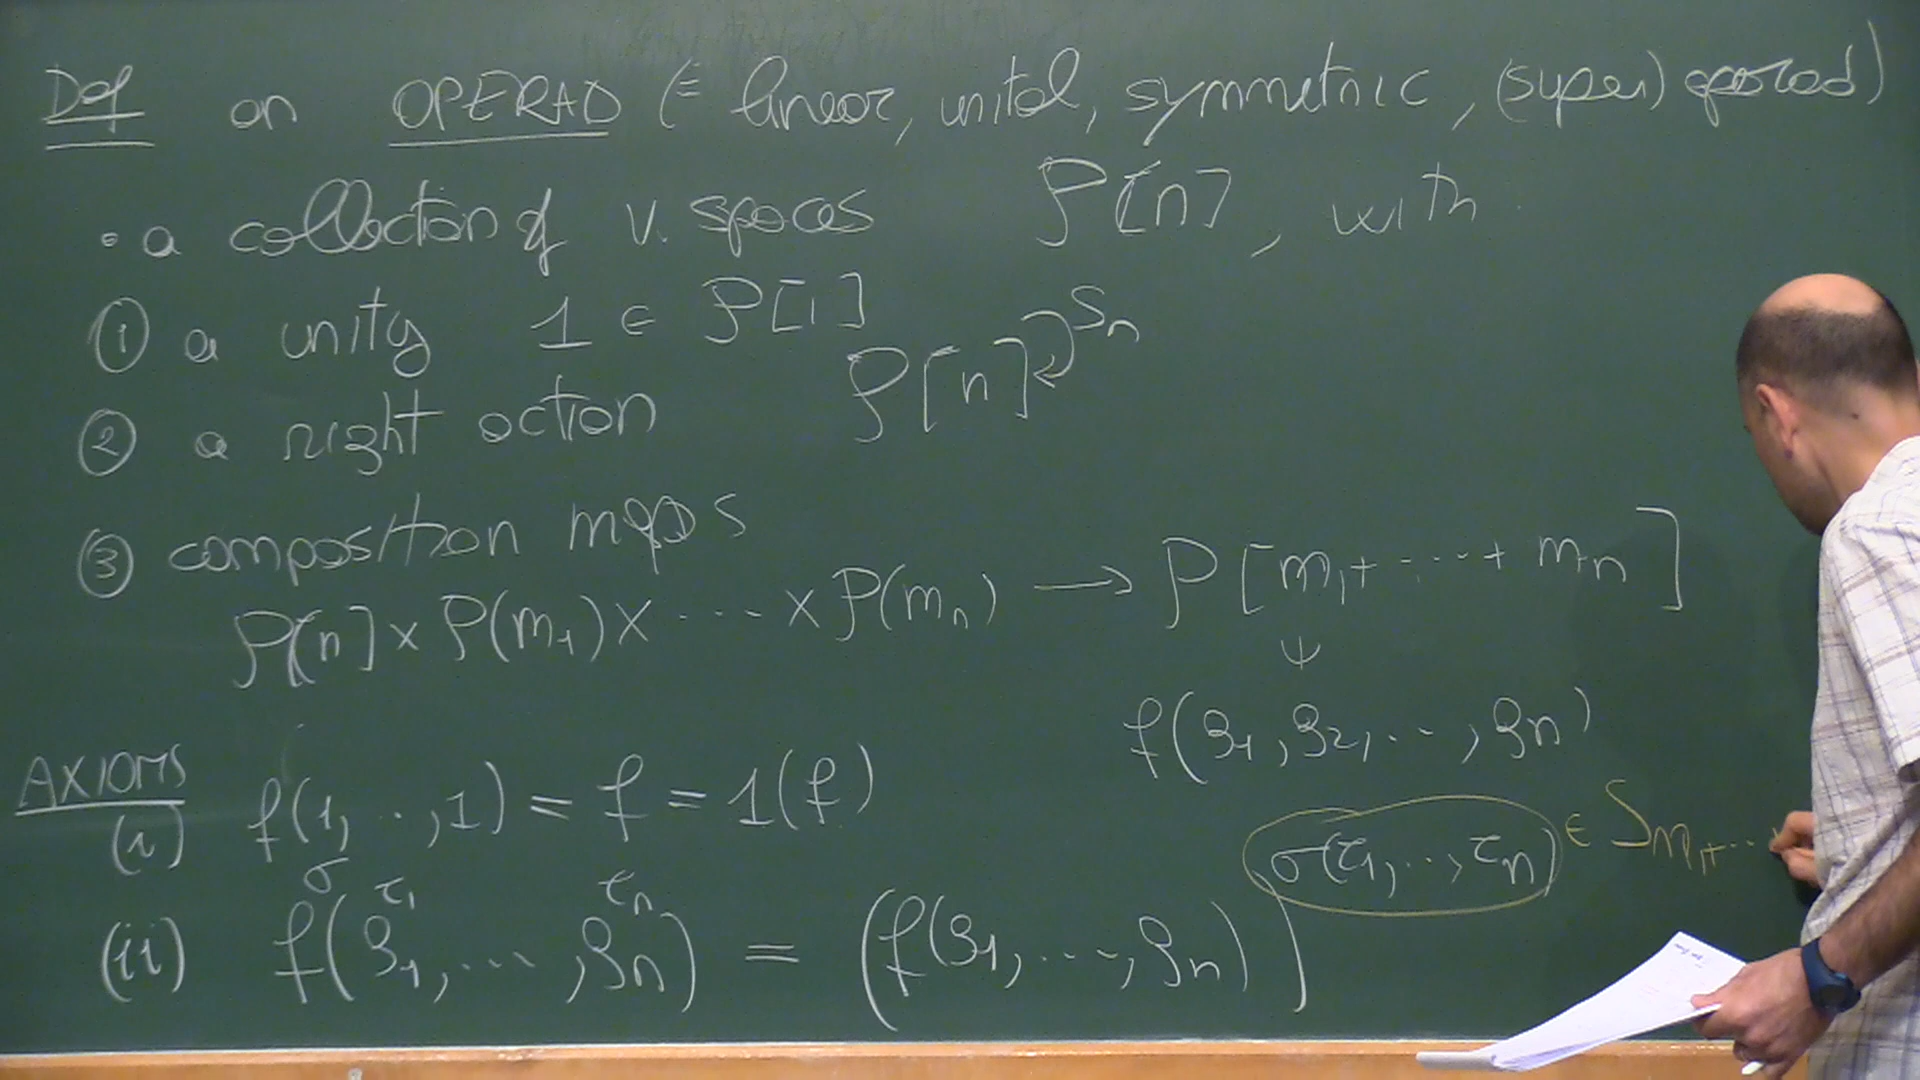 Def an OPERAD (= linear, unital, symmetric, (super) graded)
• a collection of v. spaces P[n], with
① a unity 1 ∈ P[1]
② a right action P[n] ↶ Sₙ
③ composition maps
P[n] × P(m₁) × ··· × P(mₙ) → P[m₁ + ··· + mₙ]
ψ
f(g₁, g₂, ··, gₙ)
AXIOMS
(i) f(1, ··, 1) = f = 1(f)
(ii) f^σ(g₁^τ₁, ···, gₙ^τₙ) = (f(g₁, ···, gₙ))^σ(τ₁, ··, τₙ) ∈ S_m₁+··